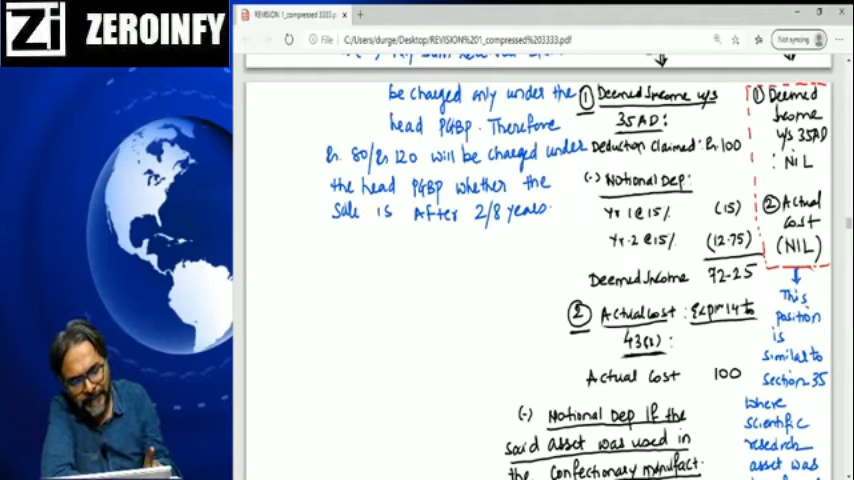 Zi ZEROINFY
REVISION 1_compressed 3333.pdf
File C:/Users/durge/Desktop/REVISION%201_compressed%203333.pdf
Not syncing
be charged only under the
head PGBP. Therefore
Rs. 80/Rs 120 will be charged under
the head PGBP whether the
Sale is After 2/8 years.
① Deemed Income u/s
35AD :
Deduction Claimed : Rs 100
(-) Notional Dep :
Yr 1 @ 15% (15)
Yr. 2 @ 15% (12.75)
Deemed Income 72.25
② Actual Cost : Expln 14 to
43(1) :
Actual Cost 100
(-) Notional Dep If the
said asset was used in
the Confectionary manufact.
① Deemed
Income
u/s 35AD
: NIL
② Actual
Cost
(NIL)
This
position
is
similar to
Section 35
where
scientific
research
asset was